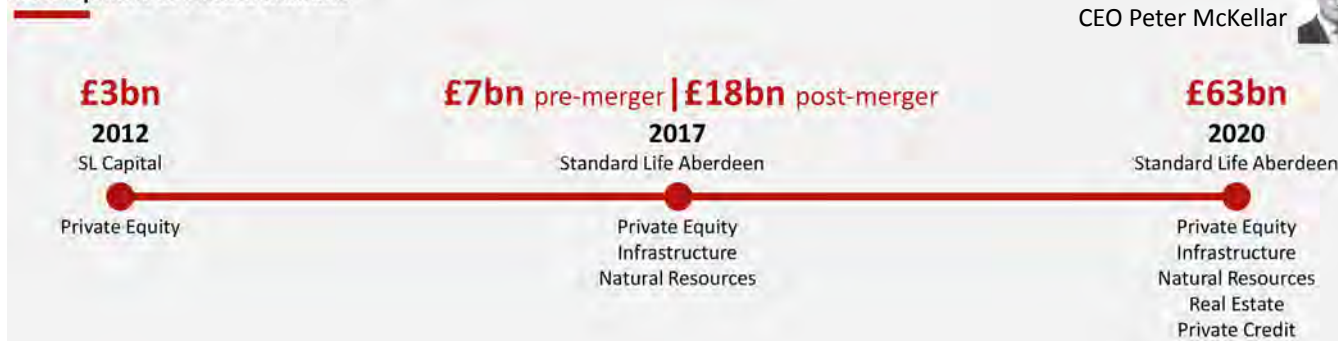 CEO Peter McKellar
£3bn
£7bn pre-merger|£18bn post-merger
£63bn
2012
2017
2020
SL Capital
Standard Life Aberdeen
Standard Life Aberdeen
Private Equity
Private Equity
Infrastructure
Natural Resources
Private Equity
Infrastructure
Natural Resources
Real Estate
Private Credit